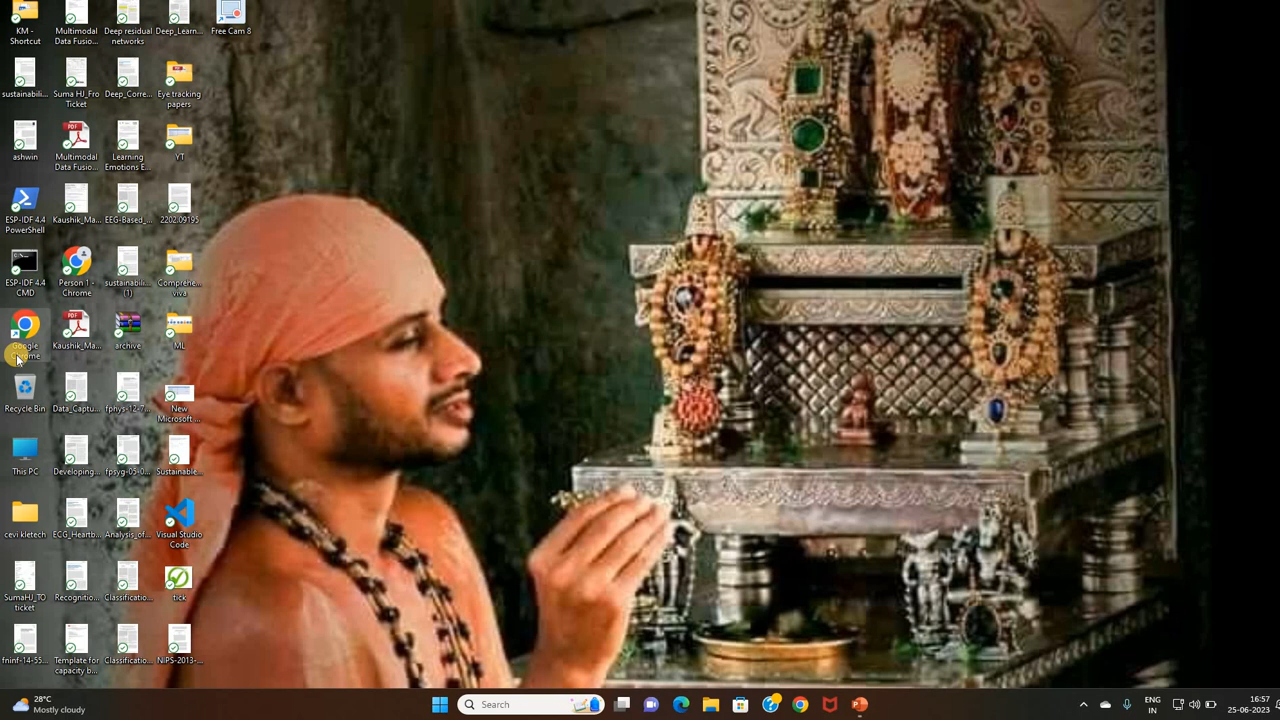 KM -
Shortcut
Multimodal
Data Fusio...
Deep residual
networks
Deep_Learn...
Free Cam 8
sustainabili...
Suma HJ_Fro
Ticket
Deep_Corre...
Eye tracking
papers
ashwin
Multimodal
Data Fusio...
Learning
Emotions E...
YT
ESP-IDF 4.4
PowerShell
Kaushik_Ma...
EEG-Based_...
2202.09195
ESP-IDF 4.4
CMD
Person 1 -
Chrome
sustainabili...
(1)
Comprehe...
viva
Google
Chrome
Kaushik_Ma...
archive
ML
Recycle Bin
Data_Captu...
fphys-12-7...
New
Microsoft ...
This PC
Developing...
fpsyg-05-0...
Sustainable...
cevi kletech
ECG_Heartb...
Analysis_of...
Visual Studio
Code
SumaHJ_TO
ticket
Recognitio...
Classificatio...
tick
fninf-14-55...
Template for
capacity b...
Classificatio...
NIPS-2013-...
28°C
Mostly cloudy
Search
ENG
IN
16:57
25-06-2023